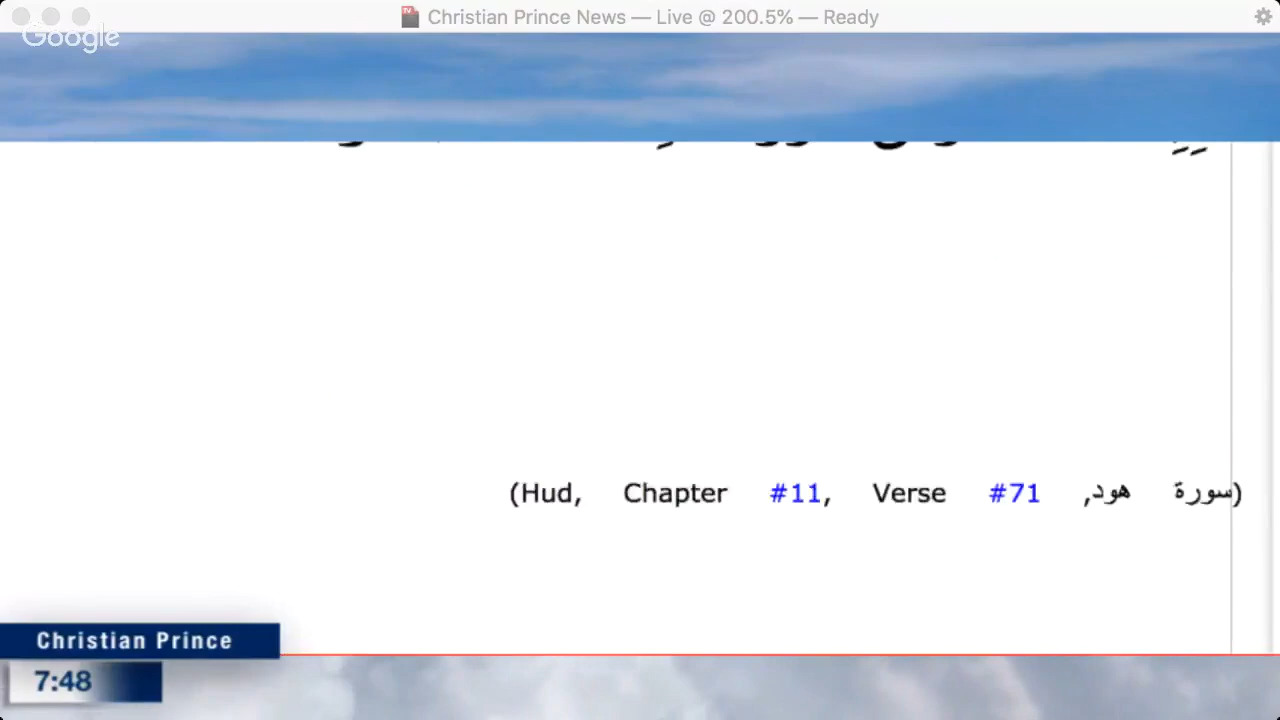 Christian Prince News — Live @ 200.5% — Ready
Google
(Hud, Chapter #11, Verse #71 سورة هود,)
Christian Prince
7:48